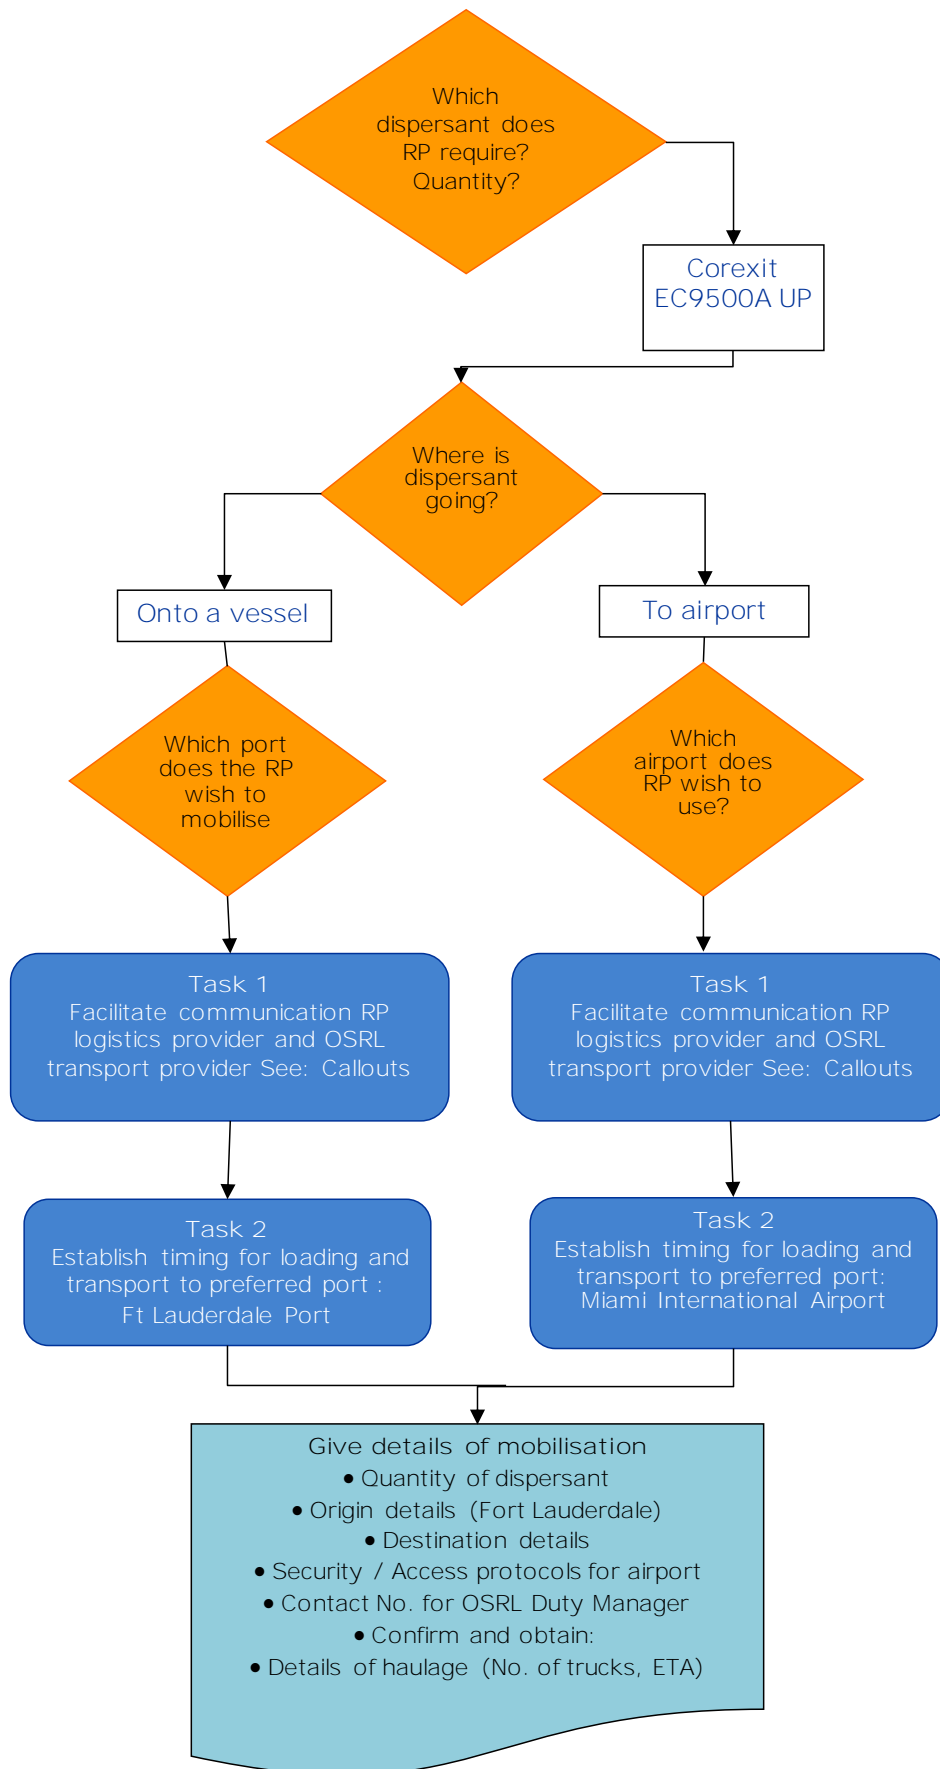 Which
dispersant does
RP require?
Quantity?
Corexit
EC9500A UP
Where is
dispersant
going?
Onto a vessel
To airport
Which port
does the RP
wish to
mobilise
Which
airport does
RP wish to
use?
Task 1
Facilitate communication RP
logistics provider and OSRL
transport provider See: Callouts
Task 1
Facilitate communication RP
logistics provider and OSRL
transport provider See: Callouts
Task 2
Establish timing for loading and
transport to preferred port :
Ft Lauderdale Port
Task 2
Establish timing for loading and
transport to preferred port:
Miami International Airport
Give details of mobilisation
• Quantity of dispersant
• Origin details (Fort Lauderdale)
• Destination details
• Security / Access protocols for airport
• Contact No. for OSRL Duty Manager
• Confirm and obtain:
• Details of haulage (No. of trucks, ETA)